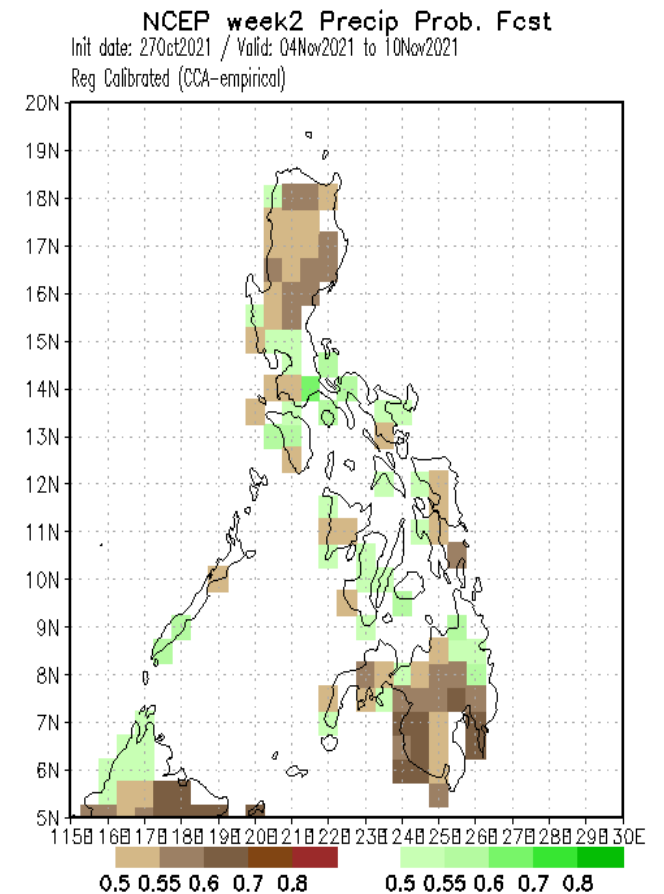 NCEP week2 Precip Prob. Fcst
Init date: 27Oct2021 / Valid: 04Nov2021 to 10Nov2021
Reg Calibrated (CCA-empirical)
20N
19N
18N
17N
16N
15N
14N
13N
12N
11N
10N
9N
8N
7N
6N
5N
115E 116E 117E 118E 119E 120E 121E 122E 123E 124E 125E 126E 127E 128E 129E 130E
0.5 0.55 0.6 0.7 0.8 0.5 0.55 0.6 0.7 0.8